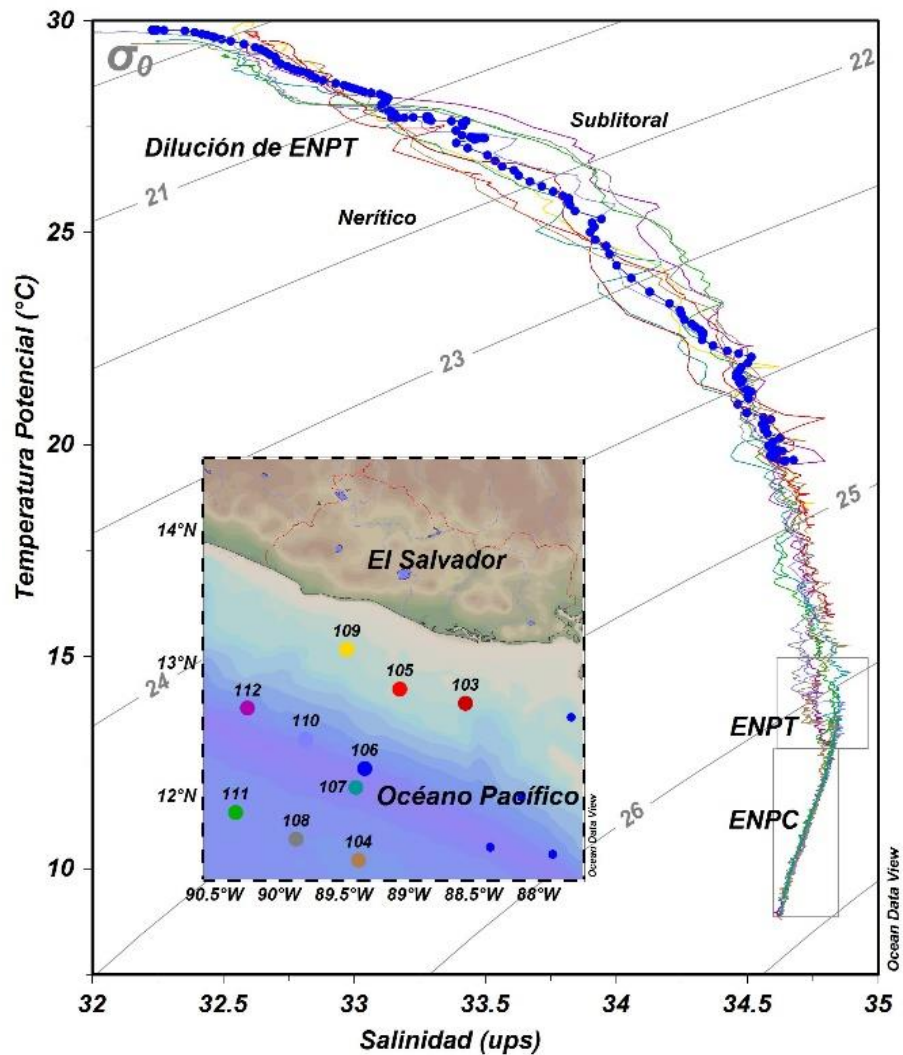 30
σθ
22
Sublitoral
Dilución de ENPT
21
Nerítico
25
23
Temperatura Potencial (°C)
20
25
14°N
El Salvador
109
13°N
105
103
15
112
24
110
ENPT
106
107
Océano Pacífico
12°N
111
26
108
104
ENPC
10
Ocean Data View
90.5°W
90°W
89.5°W
89°W
88.5°W
88°W
Ocean Data View
32
32.5
33
33.5
34
34.5
35
Salinidad (ups)